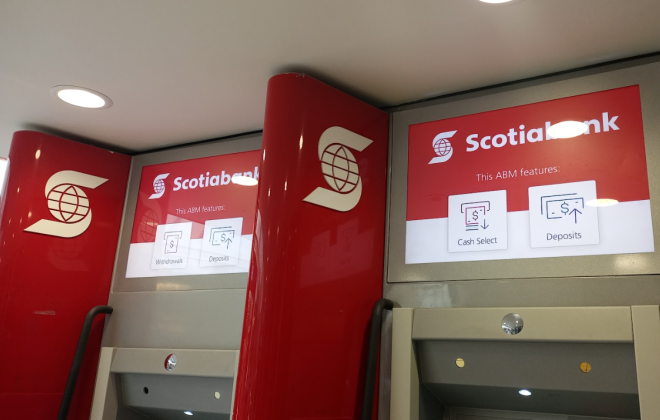 Scotiabank
This ABM features:
Withdrawals
Deposits
Scotiabank
This ABM features:
Cash Select
Deposits